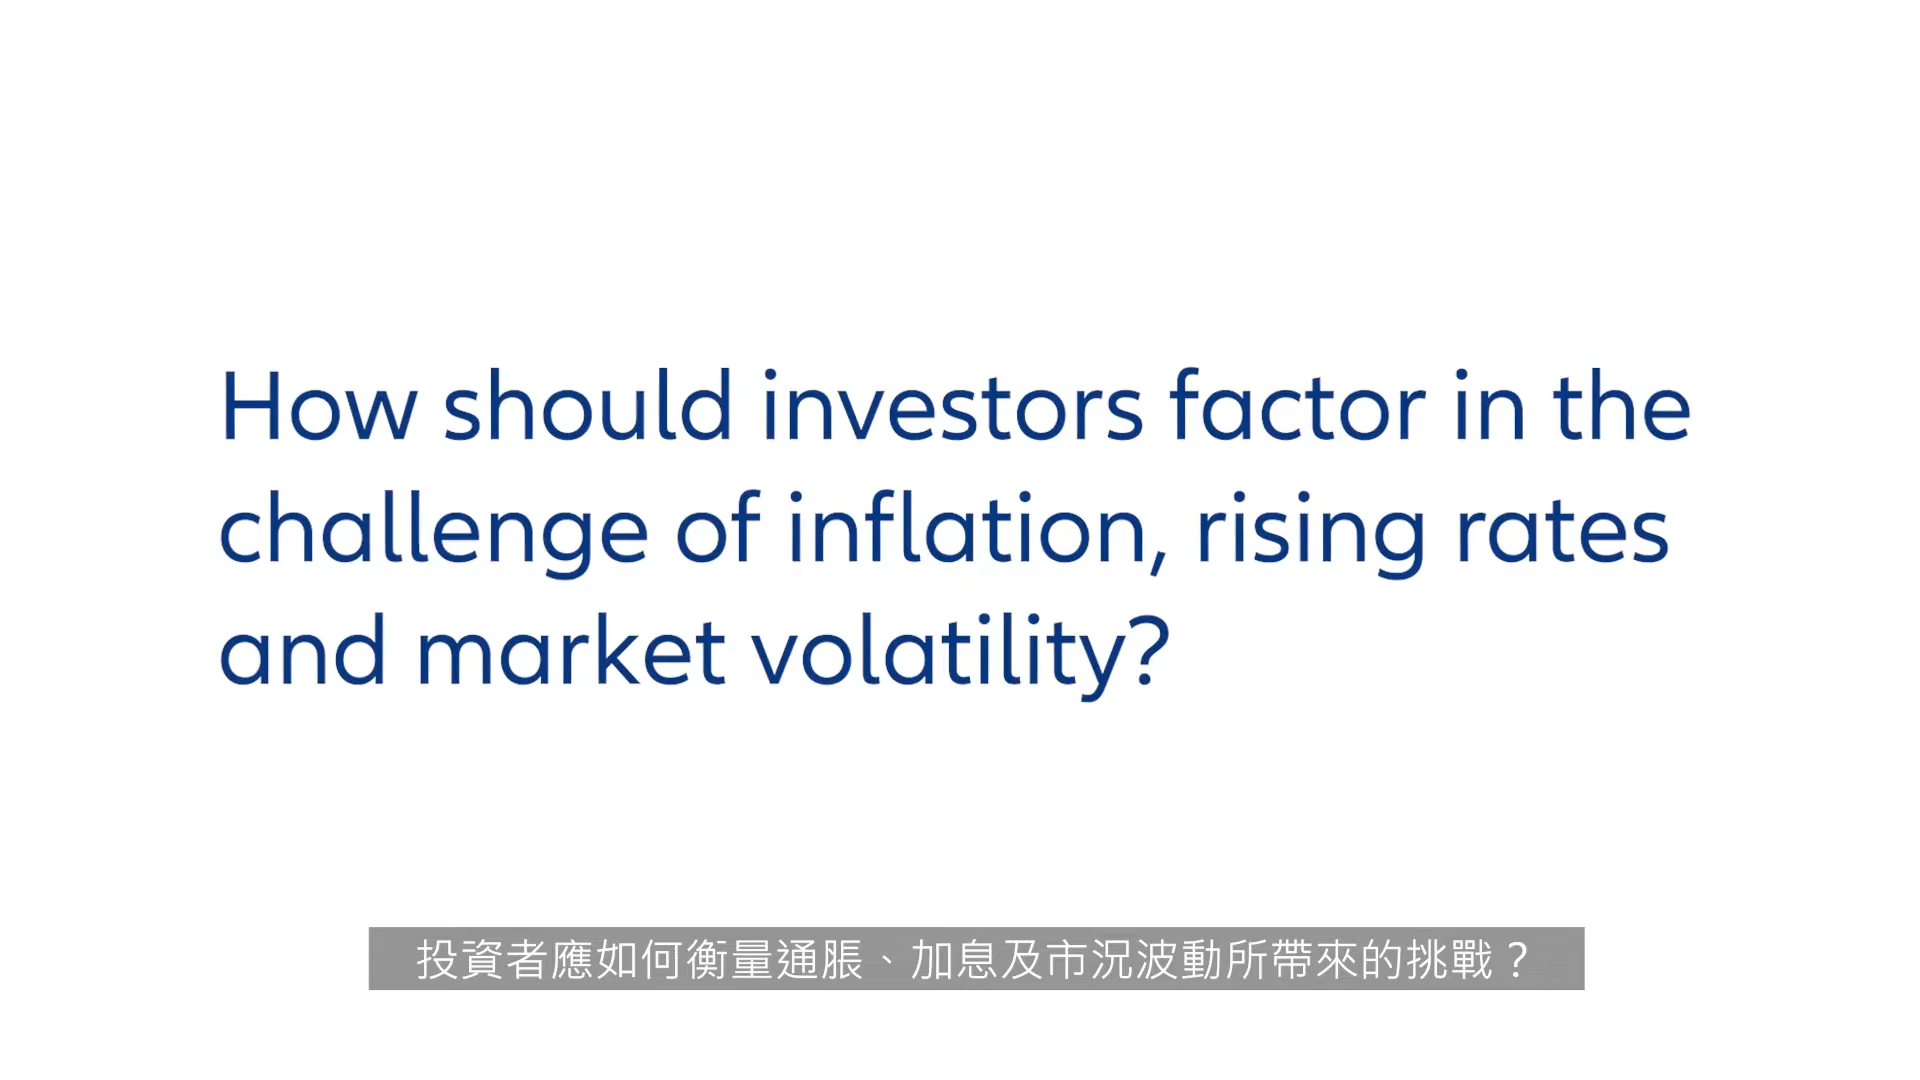 How should investors factor in the
challenge of inflation, rising rates
and market volatility?
投資者應如何衡量通脹、加息及市況波動所帶來的挑戰？